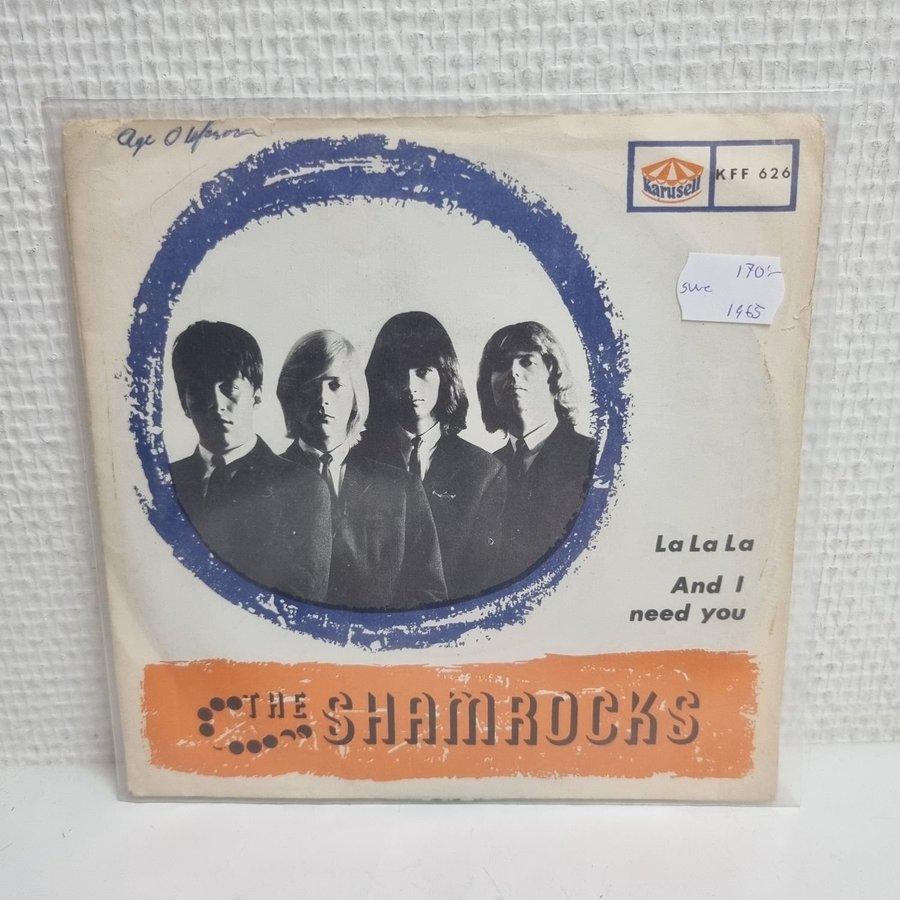 Karusell
KFF 626
170:-
swe
1965
La La La
And I
need you
THE
SHAMROCKS